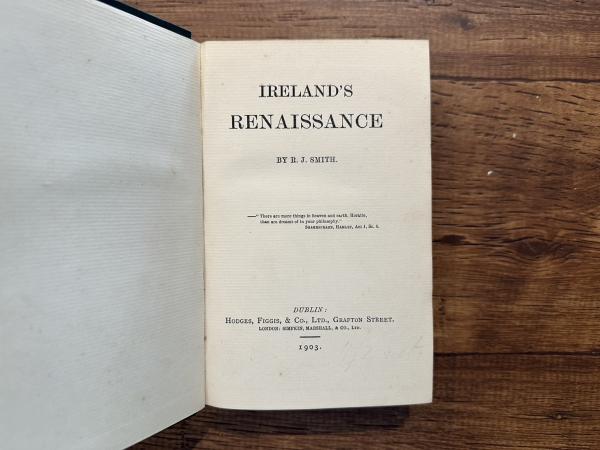 IRELAND'S
RENAISSANCE
BY R. J. SMITH.
—"There are more things in heaven and earth, Horatio,
than are dreamt of in your philosophy."
SHAKESPEARE, HAMLET, ACT 1, Sc. 5.
DUBLIN:
HODGES, FIGGIS, & CO., LTD., GRAFTON STREET.
LONDON: SIMPKIN, MARSHALL, & CO., LTD.
1903.